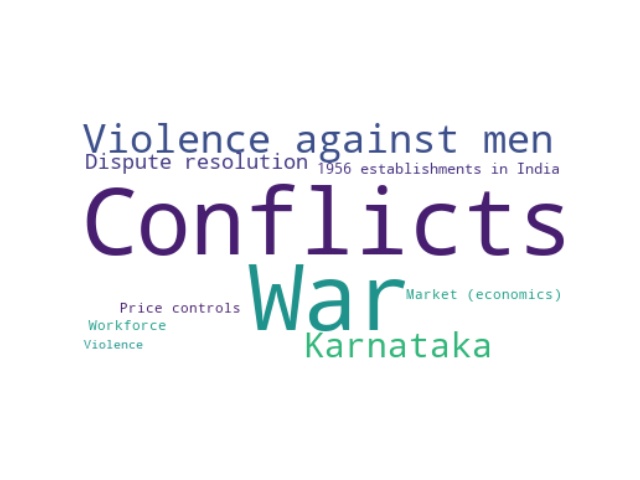 Violence against men
Dispute resolution
1956 establishments in India
Conflicts
War
Market (economics)
Price controls
Workforce
Karnataka
Violence